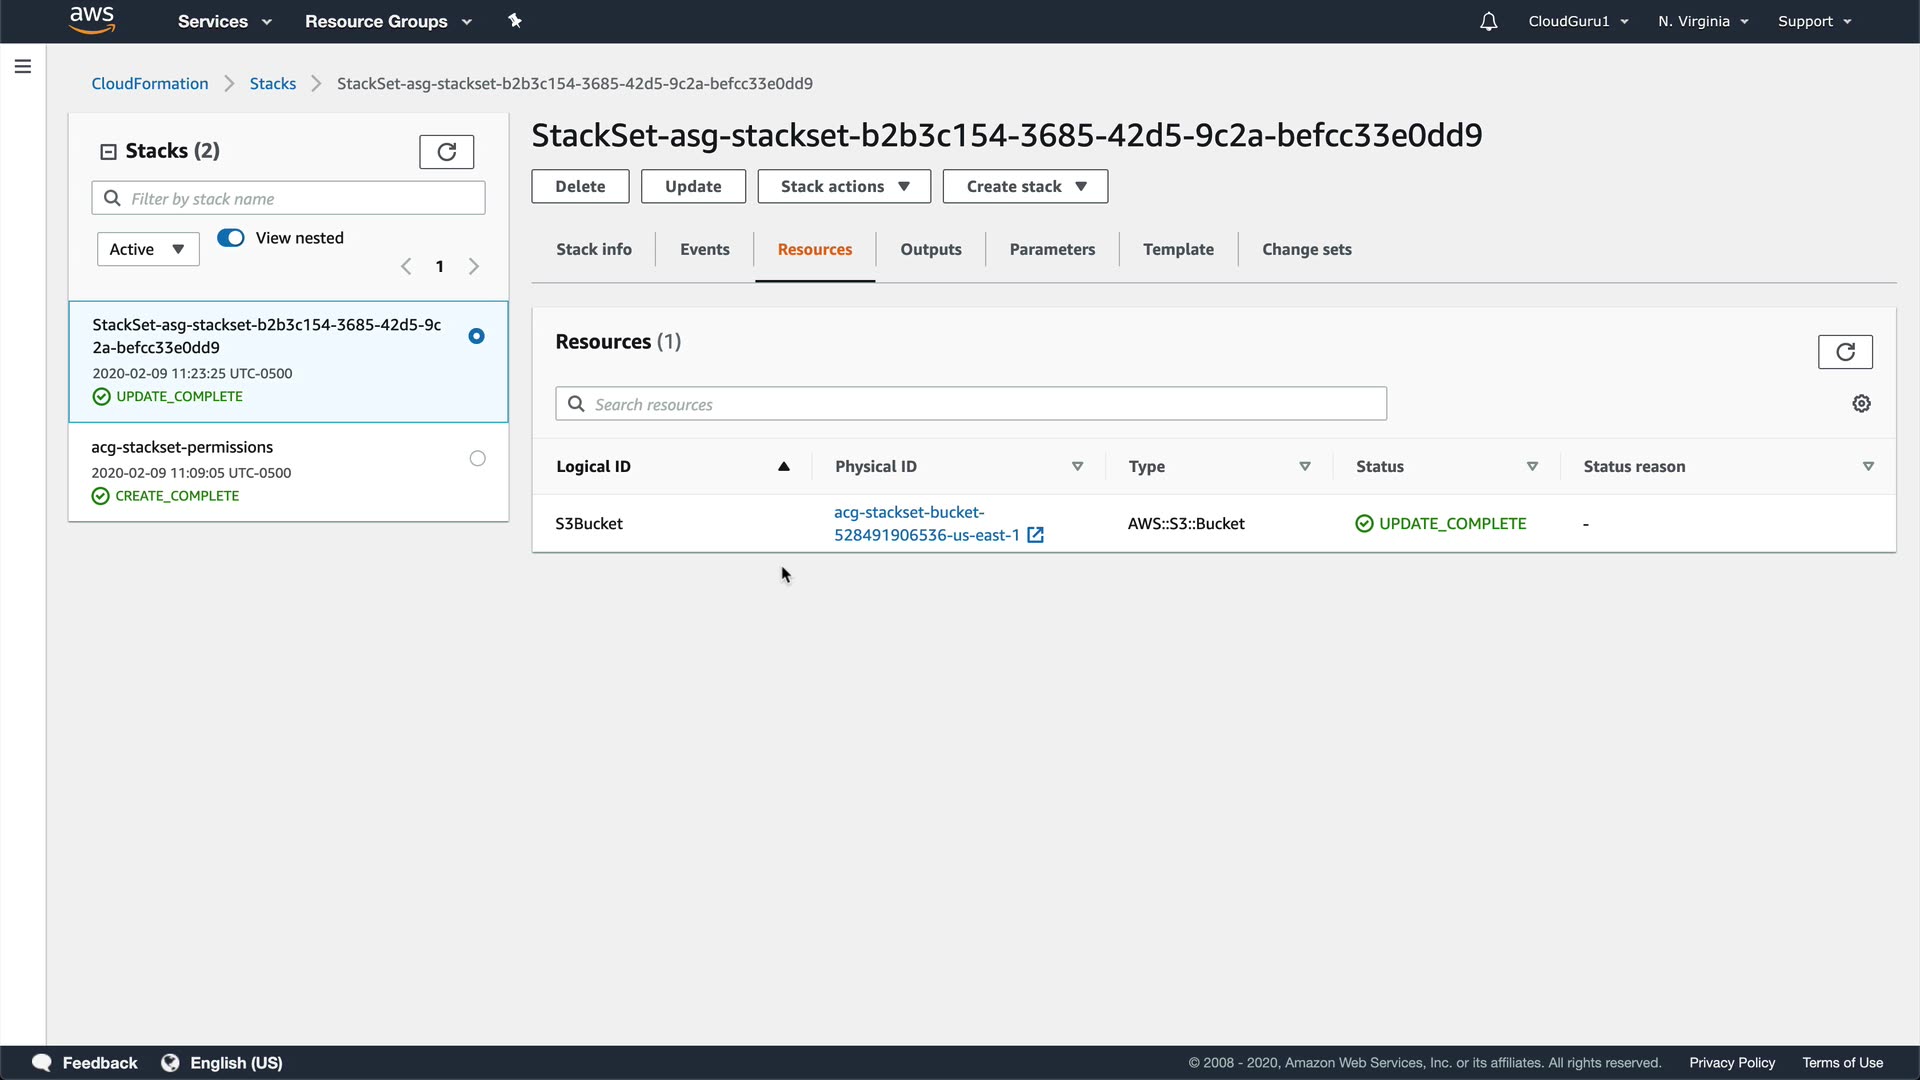 aws
Services
Resource Groups
CloudGuru1
N. Virginia
Support
CloudFormation
Stacks
StackSet-asg-stackset-b2b3c154-3685-42d5-9c2a-befcc33e0dd9
Stacks (2)
Filter by stack name
Active
View nested
1
StackSet-asg-stackset-b2b3c154-3685-42d5-9c
2a-befcc33e0dd9
2020-02-09 11:23:25 UTC-0500
UPDATE_COMPLETE
acg-stackset-permissions
2020-02-09 11:09:05 UTC-0500
CREATE_COMPLETE
StackSet-asg-stackset-b2b3c154-3685-42d5-9c2a-befcc33e0dd9
Delete
Update
Stack actions
Create stack
Stack info
Events
Resources
Outputs
Parameters
Template
Change sets
Resources (1)
Search resources
Logical ID
Physical ID
Type
Status
Status reason
S3Bucket
acg-stackset-bucket-
528491906536-us-east-1
AWS::S3::Bucket
UPDATE_COMPLETE
-
Feedback
English (US)
© 2008 - 2020, Amazon Web Services, Inc. or its affiliates. All rights reserved.
Privacy Policy
Terms of Use